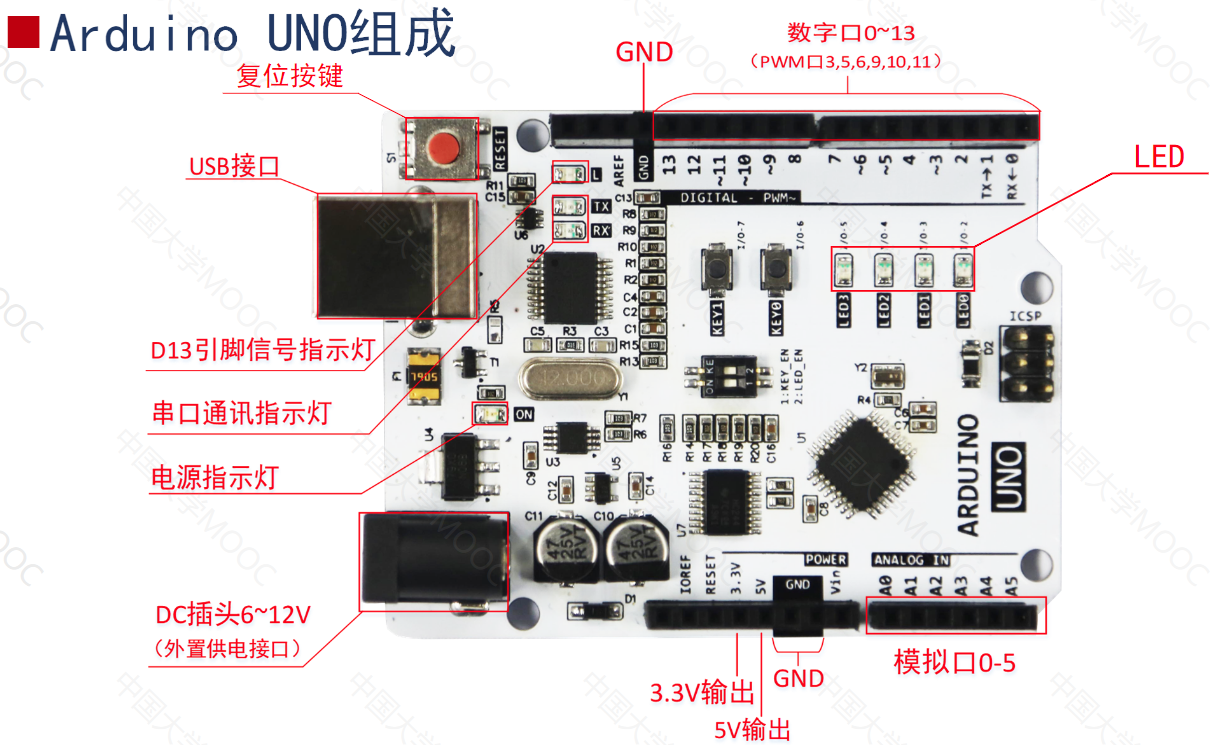 Arduino UNO组成
复位按键
GND
数字口0~13
（PWM口3,5,6,9,10,11）
USB接口
LED
D13引脚信号指示灯
串口通讯指示灯
电源指示灯
DC插头6~12V
（外置供电接口）
3.3V输出
5V输出
GND
模拟口0-5
S1
RESET
R11
C15
U6
L
TX
RX
U2
AREF
GND
13
12
~11
~10
~9
8
7
~6
~5
4
~3
2
TX→1
RX←0
DIGITAL - PWM~
C13
R8
R9
R10
R1
R2
C4
C2
C1
R15
R13
I/O-7
I/O-6
I/O-5
I/O-4
I/O-3
I/O-2
KEY1
KEY0
LED3
LED2
LED1
LED0
ICSP
D2
R5
C5
R3
C3
T1
F1
12.000
Y1
ON
ON KE
1 2
1:KEY_EN
2:LED_EN
Y2
R4
C6
C7
U4
R7
R6
U3
C9
U5
C12
C14
C11
C10
47
25V
RVT
47
25V
RVT
D1
R16
R14
R17
R18
R19
R20
C16
U1
U7
C8
ARDUINO
UNO
IOREF
RESET
3.3V
5V
POWER
GND
Vin
ANALOG IN
A0
A1
A2
A3
A4
A5
中国大学MOOC